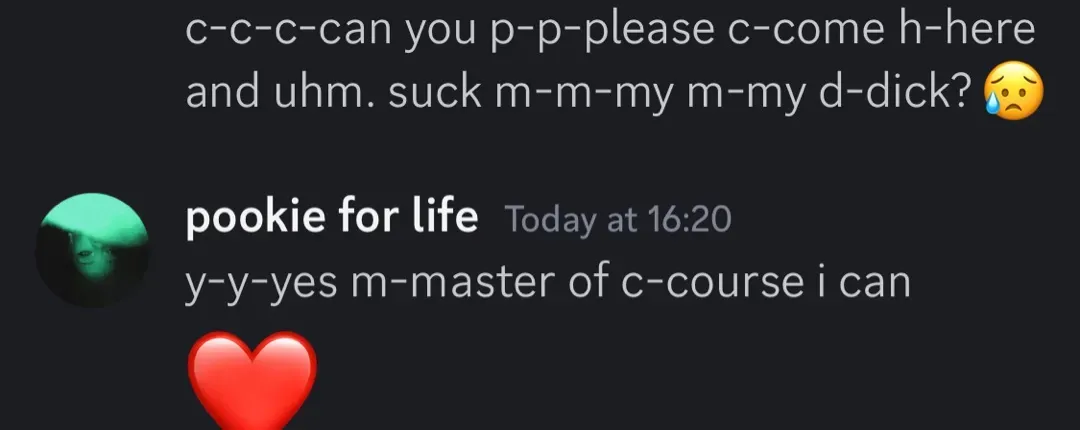 c-c-c-can you p-p-please c-come h-here
and uhm. suck m-m-my m-my d-dick? 😥
pookie for life Today at 16:20
y-y-yes m-master of c-course i can
❤️